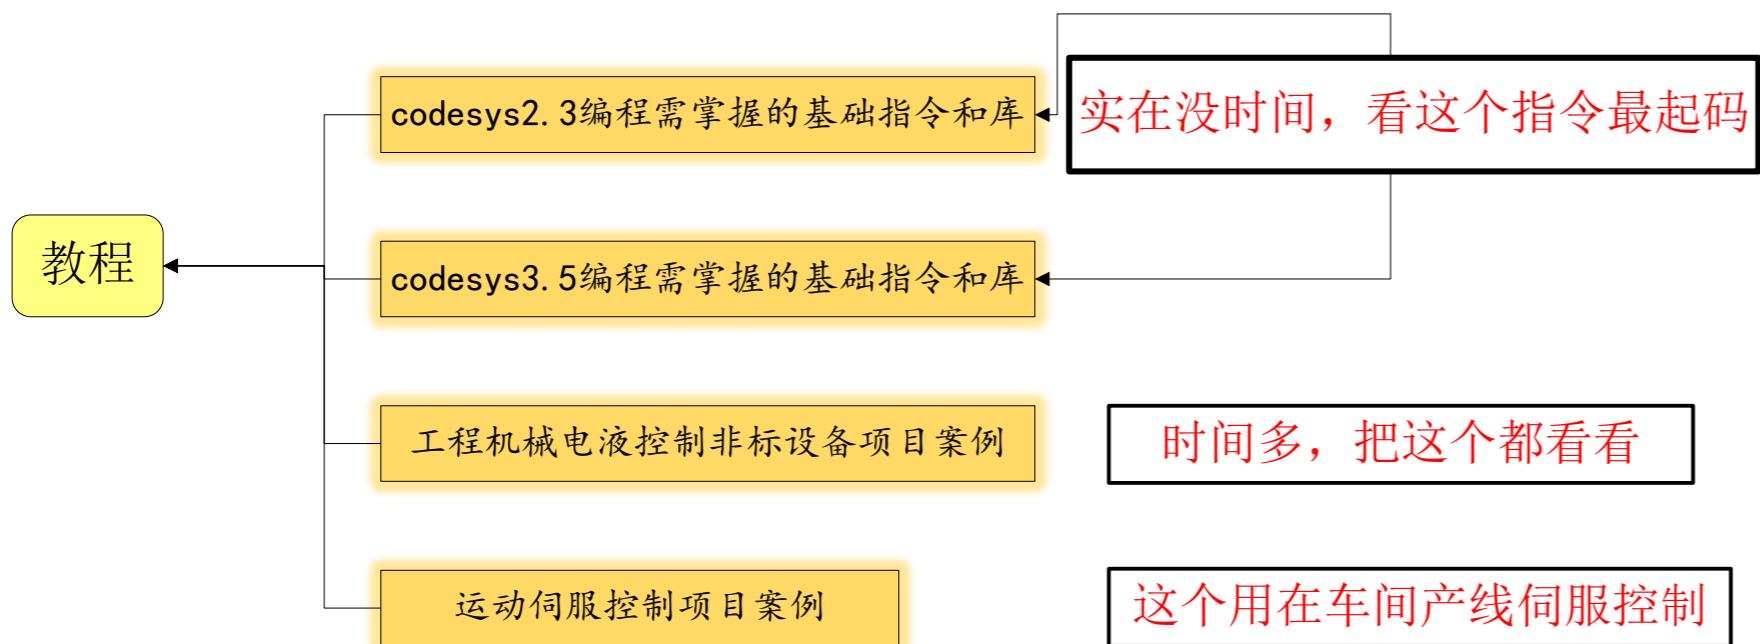 codesys2.3编程需掌握的基础指令和库
实在没时间，看这个指令最起码
教程
codesys3.5编程需掌握的基础指令和库
工程机械电液控制非标设备项目案例
时间多，把这个都看看
运动伺服控制项目案例
这个用在车间产线伺服控制